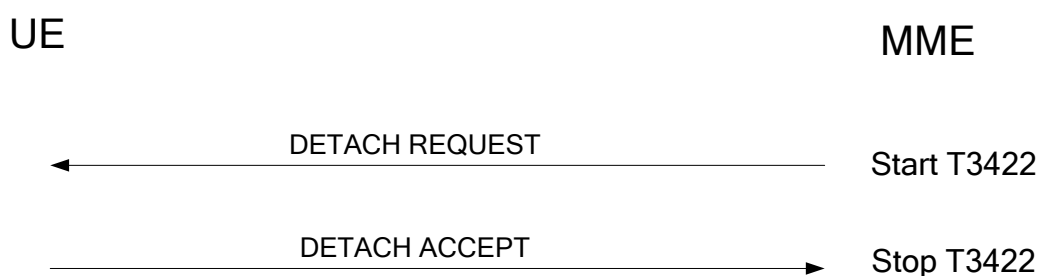 UE
MME
DETACH REQUEST
Start T3422
DETACH ACCEPT
Stop T3422